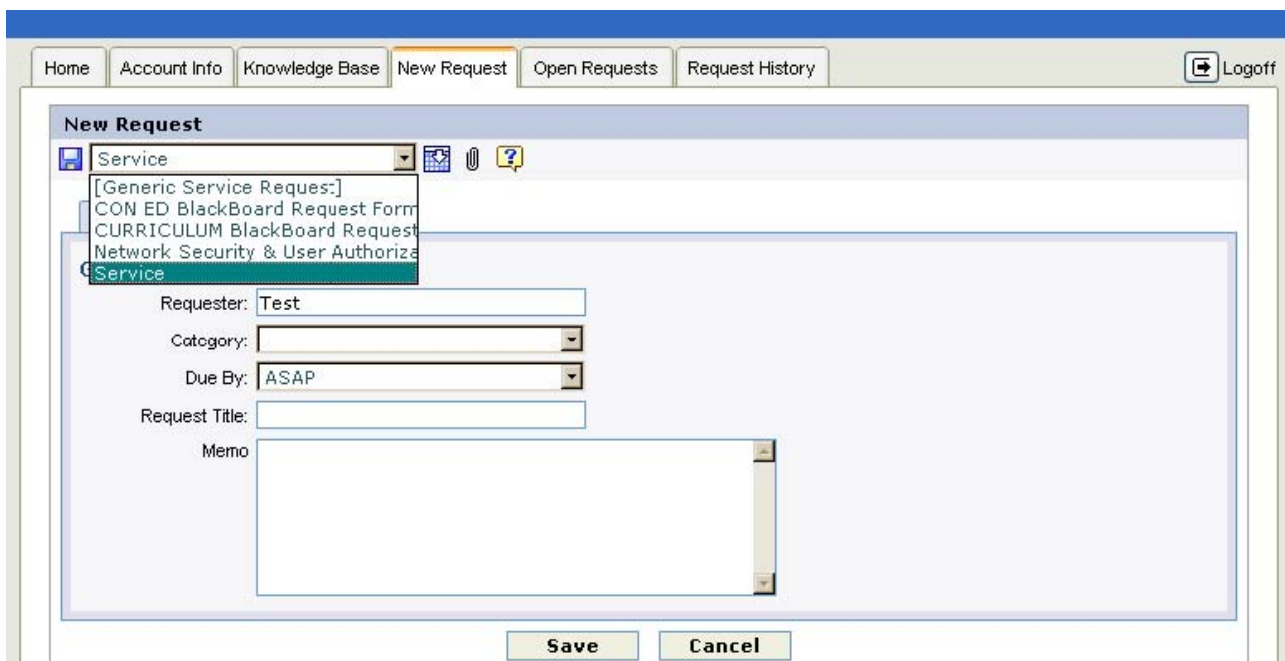 Home Account Info Knowledge Base New Request Open Requests Request History Logoff
New Request
Service
[Generic Service Request]
CON ED BlackBoard Request Form
CURRICULUM BlackBoard Request
Network Security & User Authoriza
Service
Requester: Test
Category:
Due By: ASAP
Request Title:
Memo
Save Cancel